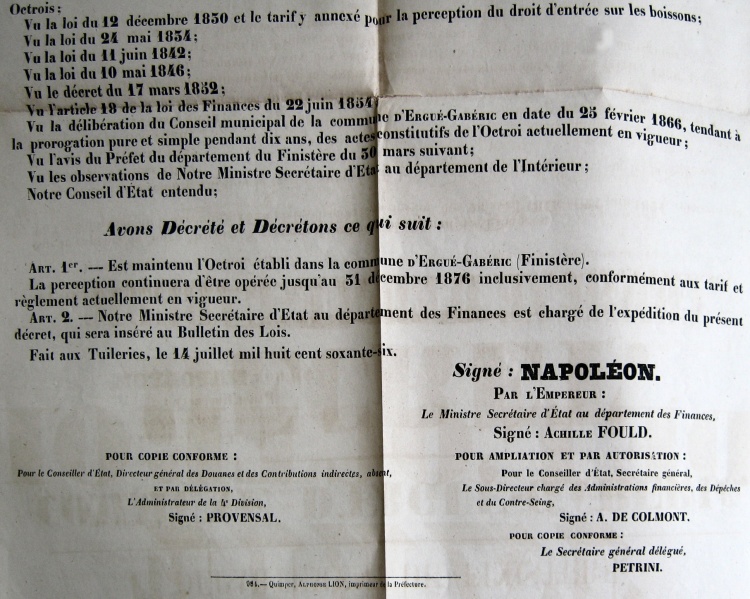 Octrois:
Vu la loi du 12 décembre 1830 et le tarif y annexé pour la perception du droit d'entrée sur les boissons;
Vu la loi du 24 mai 1834;
Vu la loi du 11 juin 1842;
Vu la loi du 10 mai 1846;
Vu le décret du 17 mars 1852;
Vu l'article 18 de la loi des Finances du 22 juin 1854;
Vu la délibération du Conseil municipal de la commune D'ERGUÉ-GABÉRIC en date du 25 février 1866, tendant à
la prorogation pure et simple pendant dix ans, des actes constitutifs de l'Octroi actuellement en vigueur;
Vu l'avis du Préfet du département du Finistère du 30 mars suivant;
Vu les observations de Notre Ministre Secrétaire d'Etat au département de l'Intérieur;
Notre Conseil d'Etat entendu;
Avons Décrété et Décrétons ce qui suit :
ART. 1er. — Est maintenu l'Octroi établi dans la commune D'ERGUÉ-GABÉRIC (Finistère).
La perception continuera d'être opérée jusqu'au 31 décembre 1876 inclusivement, conformément aux tarif et
règlement actuellement en vigueur.
ART. 2. — Notre Ministre Secrétaire d'Etat au département des Finances est chargé de l'expédition du présent
décret, qui sera inséré au Bulletin des Lois.
Fait aux Tuileries, le 14 juillet mil huit cent soxante-six.
Signé : NAPOLÉON.
PAR L'EMPEREUR :
Le Ministre Secrétaire d'État au département des Finances,
Signé : ACHILLE FOULD.
POUR COPIE CONFORME :
Pour le Conseiller d'État, Directeur général des Douanes et des Contributions indirectes, absent,
ET PAR DÉLÉGATION,
L'Administrateur de la 4e Division,
Signé : PROVENSAL.
POUR AMPLIATION ET PAR AUTORISATION :
Pour le Conseiller d'État, Secrétaire général,
Le Sous-Directeur chargé des Administrations financières, des Dépêches
et du Contre-Seing,
Signé : A. DE COLMONT.
POUR COPIE CONFORME :
Le Secrétaire général délégué,
PETRINI.
— Quimper, ALPHONSE LION, imprimeur de la Préfecture.